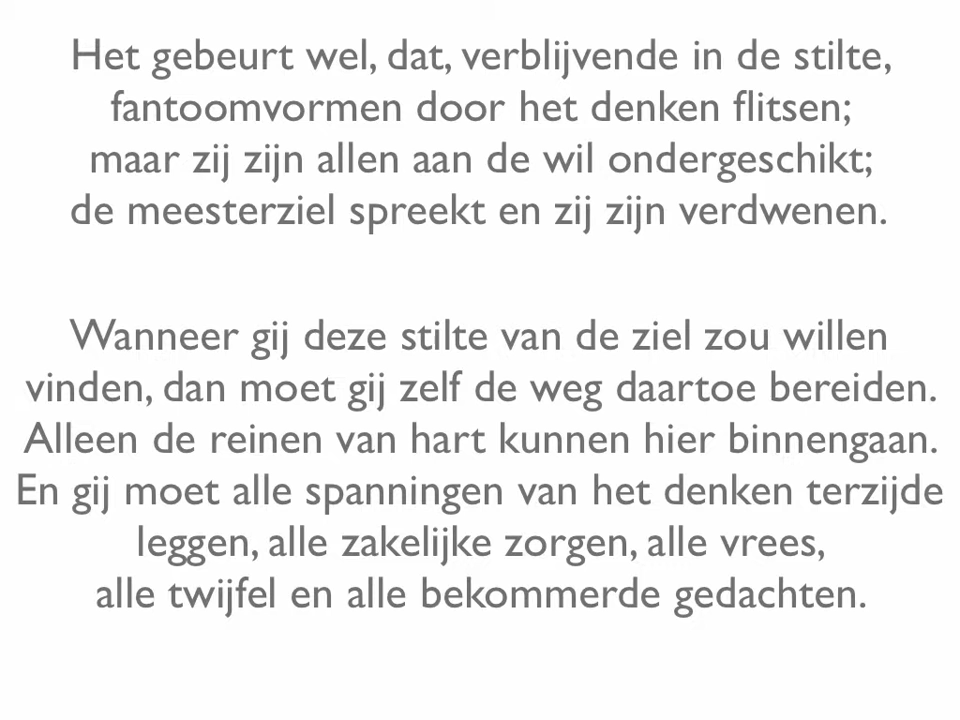 Het gebeurt wel, dat, verblijvende in de stilte,
fantoomvormen door het denken flitsen;
maar zij zijn allen aan de wil ondergeschikt;
de meesterziel spreekt en zij zijn verdwenen.
Wanneer gij deze stilte van de ziel zou willen
vinden, dan moet gij zelf de weg daartoe bereiden.
Alleen de reinen van hart kunnen hier binnengaan.
En gij moet alle spanningen van het denken terzijde
leggen, alle zakelijke zorgen, alle vrees,
alle twijfel en alle bekommerde gedachten.